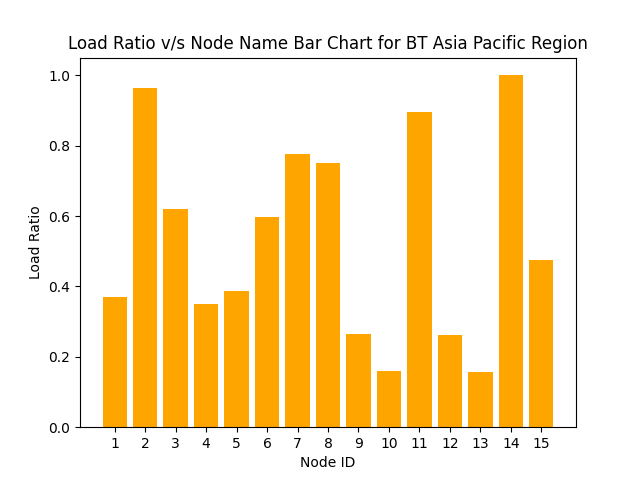 Load Ratio v/s Node Name Bar Chart for BT Asia Pacific Region
1.0
0.8
0.6
0.4
0.2
0.0
Load Ratio
1 2 3 4 5 6 7 8 9 10 11 12 13 14 15
Node ID